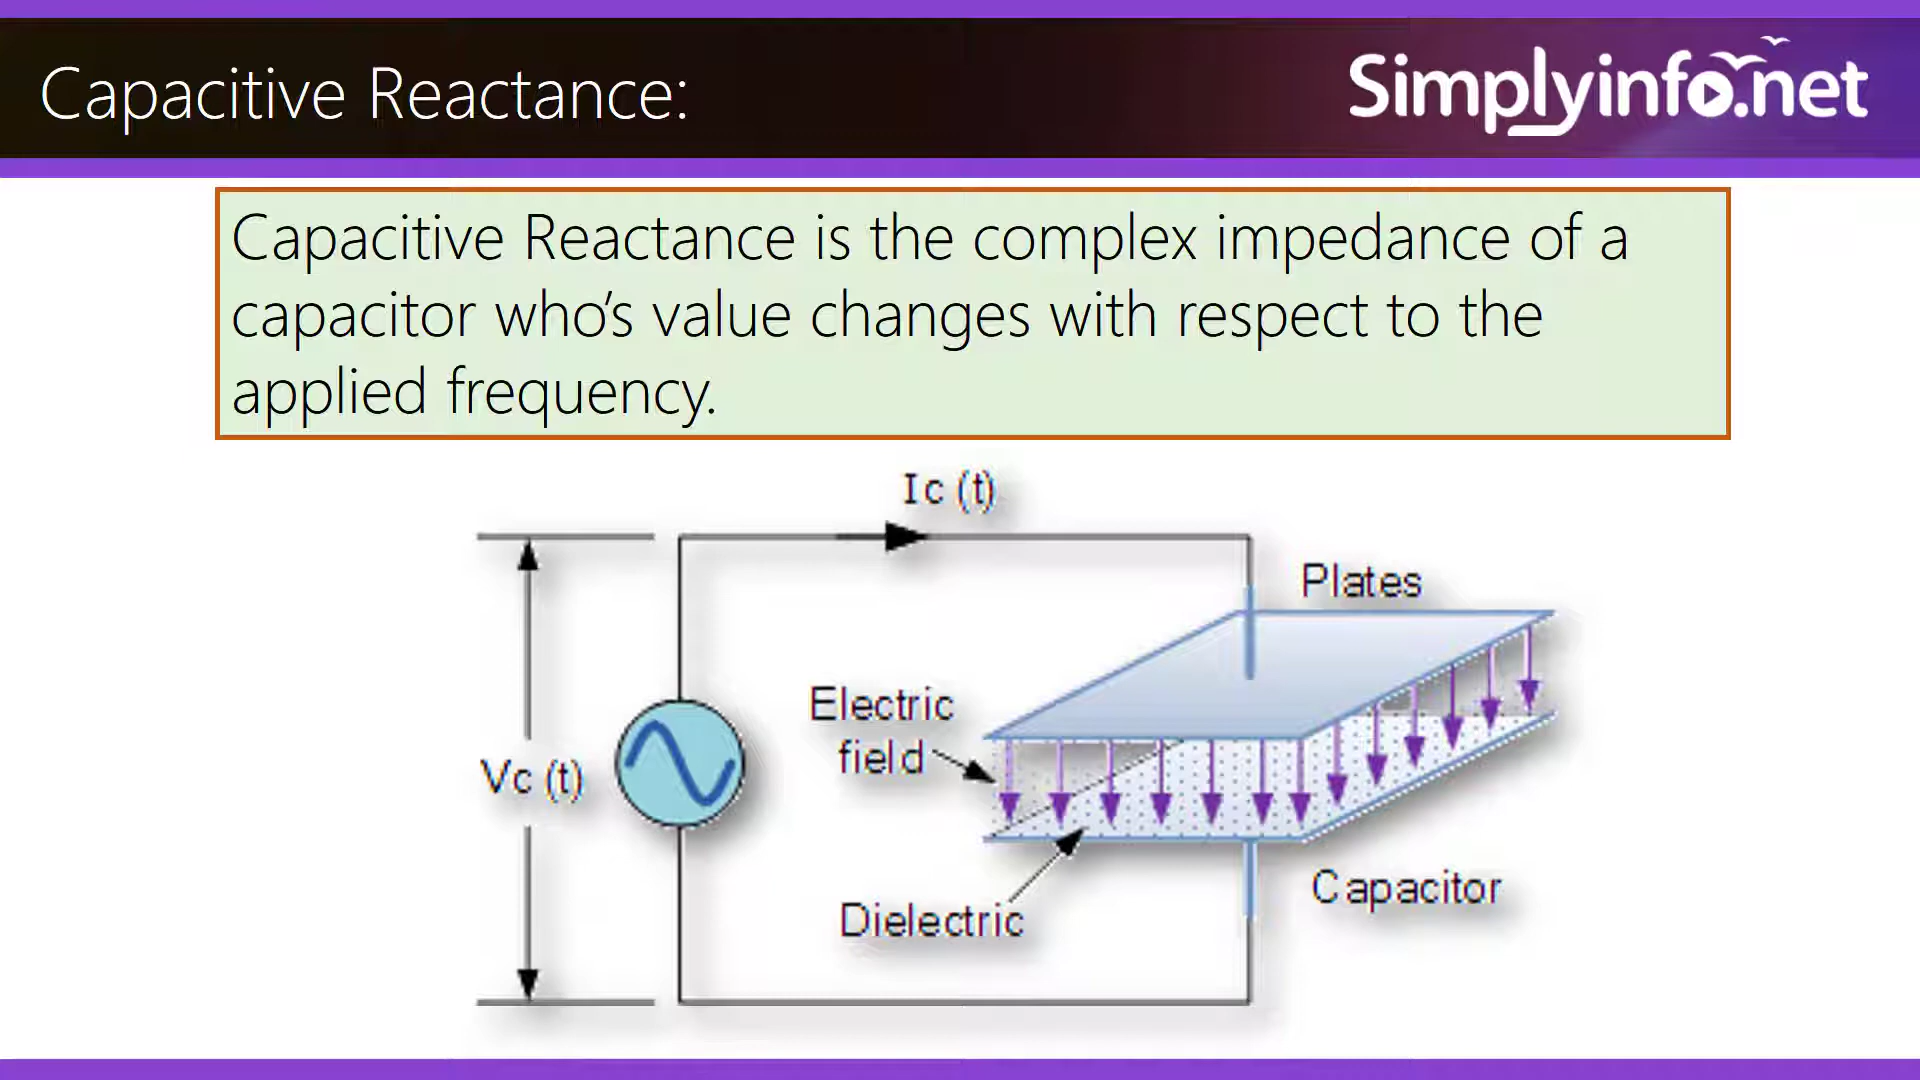 Capacitive Reactance:
Simplyinfo.net
Capacitive Reactance is the complex impedance of a
capacitor who's value changes with respect to the
applied frequency.
Ic (t)
Plates
Electric
field
Vc (t)
Capacitor
Dielectric